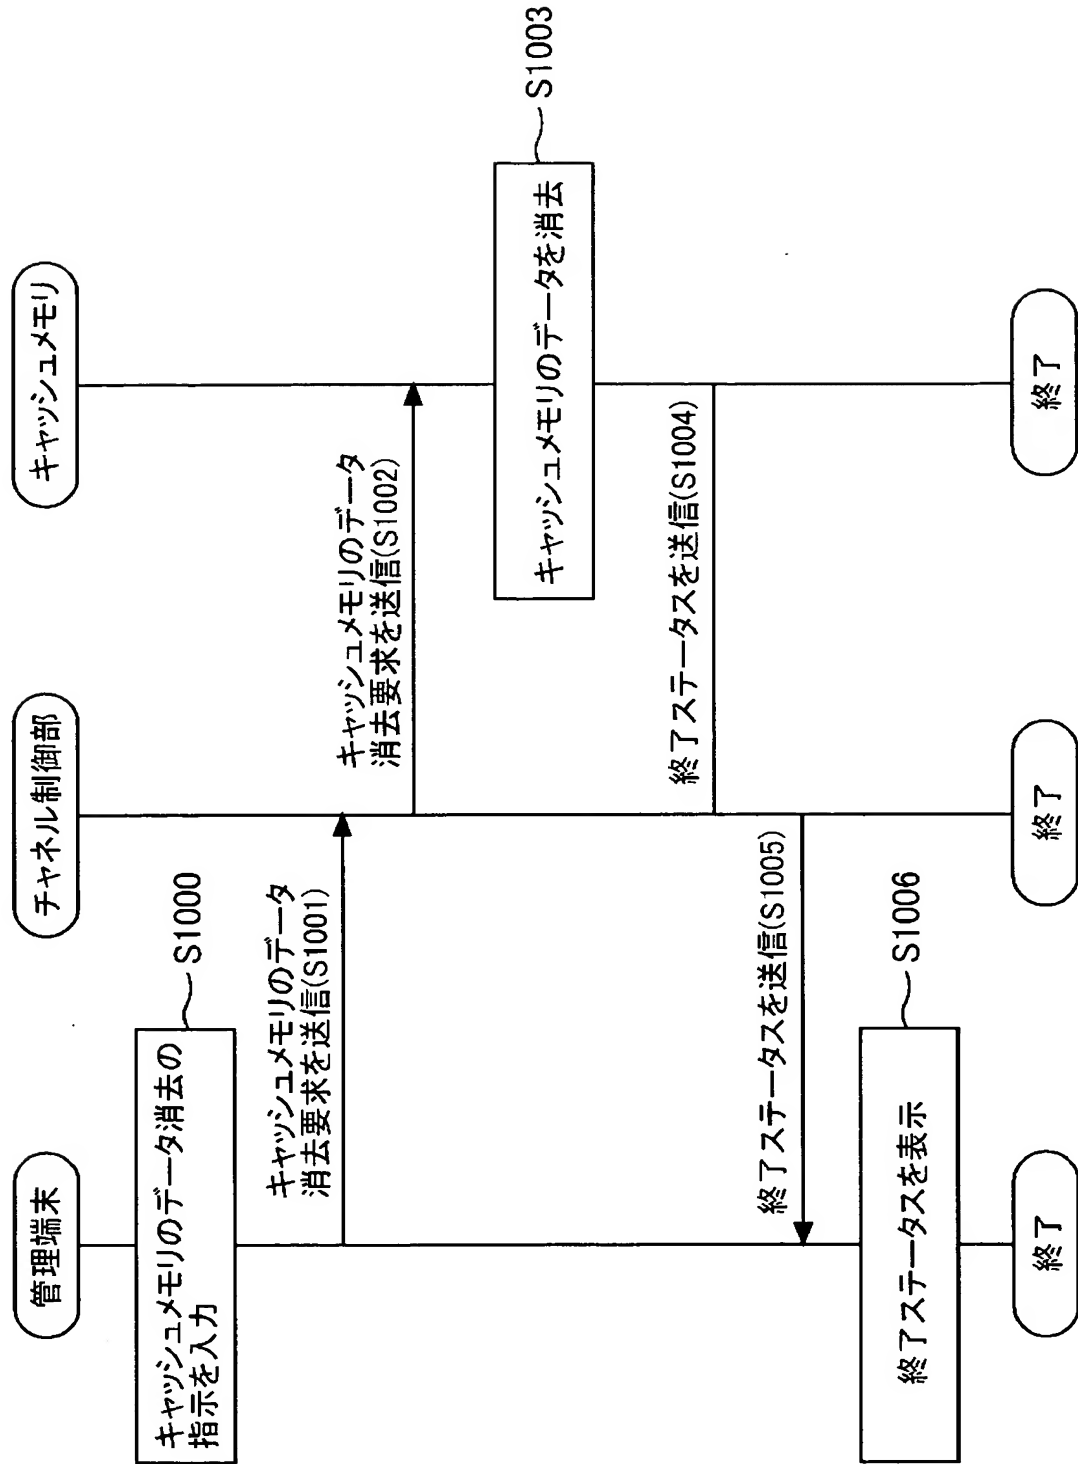 管理端末
チャネル制御部
キャッシュメモリ
キャッシュメモリのデータ消去の
指示を入力
S1000
キャッシュメモリのデータ
消去要求を送信(S1001)
キャッシュメモリのデータ
消去要求を送信(S1002)
キャッシュメモリのデータを消去
S1003
終了ステータスを送信(S1004)
終了ステータスを送信(S1005)
終了ステータスを表示
S1006
終了
終了
終了